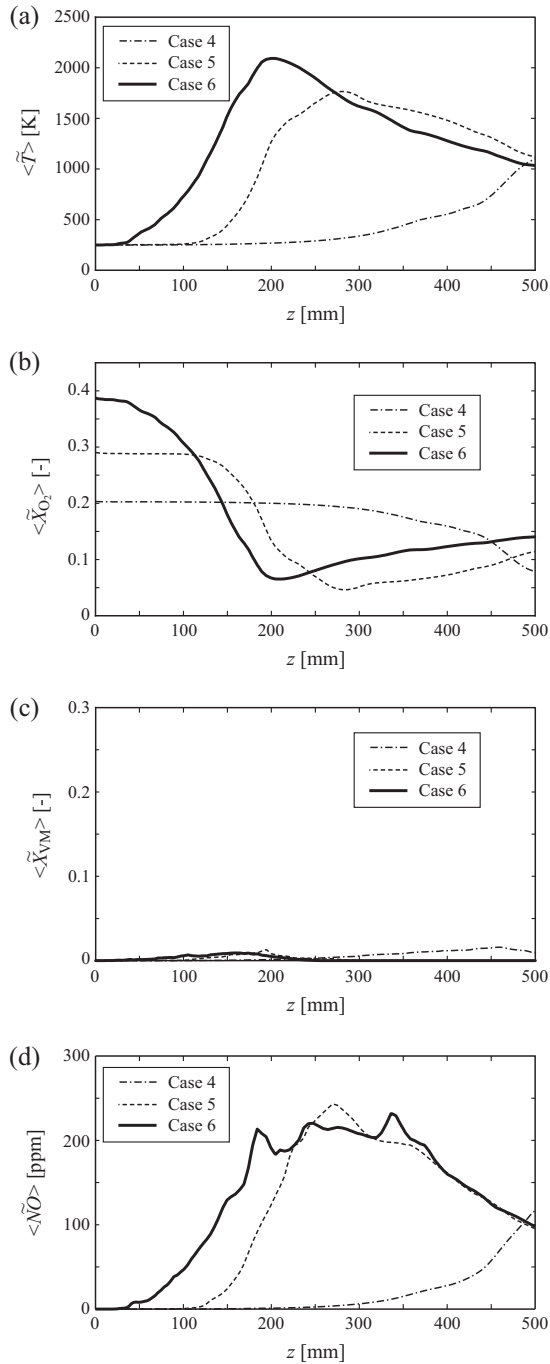 (a)
2500
2000
1500
1000
500
0
<T̃> [K]
Case 4
Case 5
Case 6
0 100 200 300 400 500
z [mm]
(b)
0.4
0.3
0.2
0.1
0
<X̃O₂> [-]
Case 4
Case 5
Case 6
0 100 200 300 400 500
z [mm]
(c)
0.3
0.2
0.1
0
<X̃VM> [-]
Case 4
Case 5
Case 6
0 100 200 300 400 500
z [mm]
(d)
300
200
100
0
<ÑO> [ppm]
Case 4
Case 5
Case 6
0 100 200 300 400 500
z [mm]